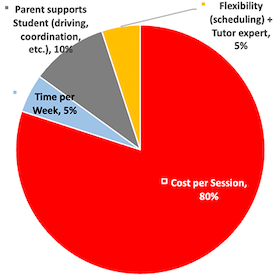 Parent supports
Student (driving,
coordination,
etc.), 10%
Flexibility
(scheduling) +
Tutor expert,
5%
Time per
Week, 5%
Cost per Session,
80%